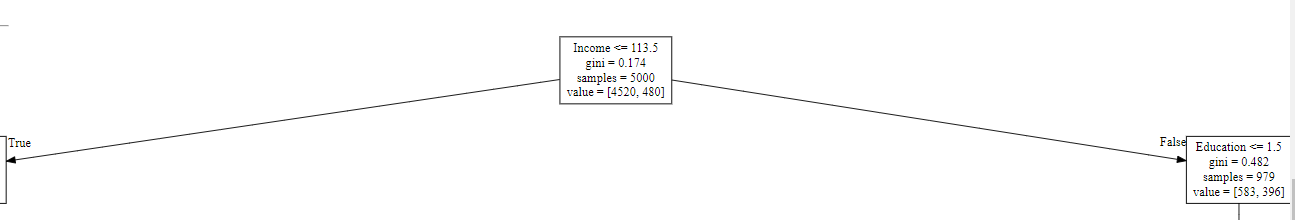 Income <= 113.5
gini = 0.174
samples = 5000
value = [4520, 480]
True
False
Education <= 1.5
gini = 0.482
samples = 979
value = [583, 396]